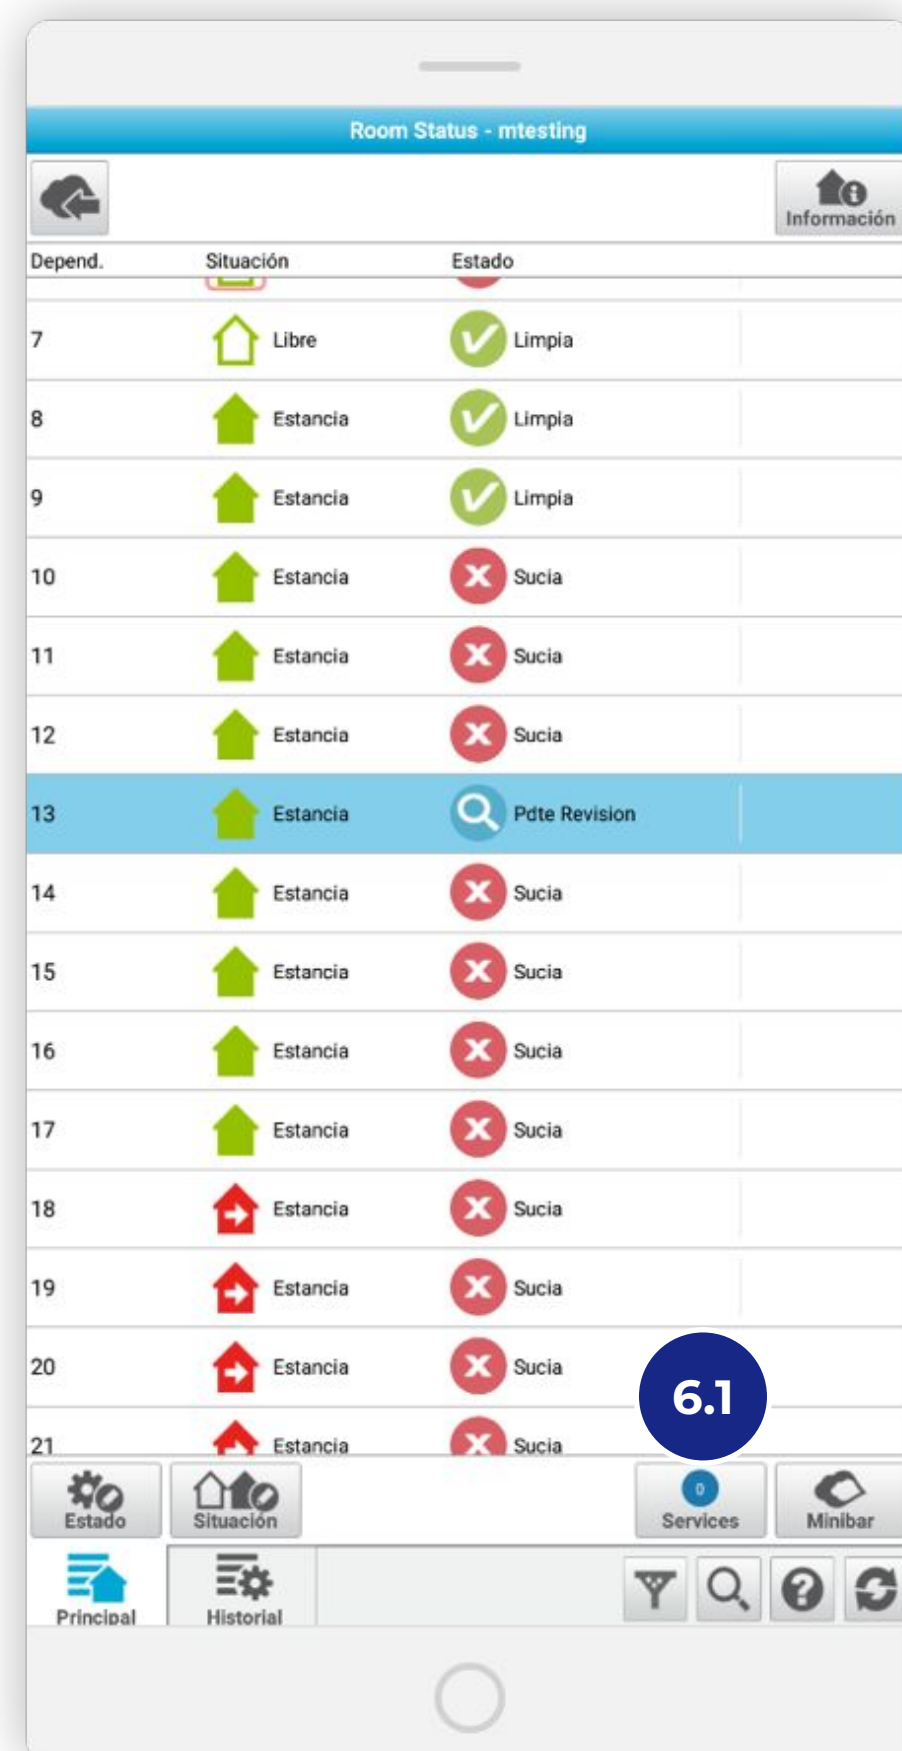 Room Status - mtesting
Información
Depend. Situación Estado
7 Libre Limpia
8 Estancia Limpia
9 Estancia Limpia
10 Estancia Sucia
11 Estancia Sucia
12 Estancia Sucia
13 Estancia Pdte Revision
14 Estancia Sucia
15 Estancia Sucia
16 Estancia Sucia
17 Estancia Sucia
18 Estancia Sucia
19 Estancia Sucia
20 Estancia Sucia
6.1
21 Estancia Sucia
0
Estado Situación Services Minibar
Principal Historial